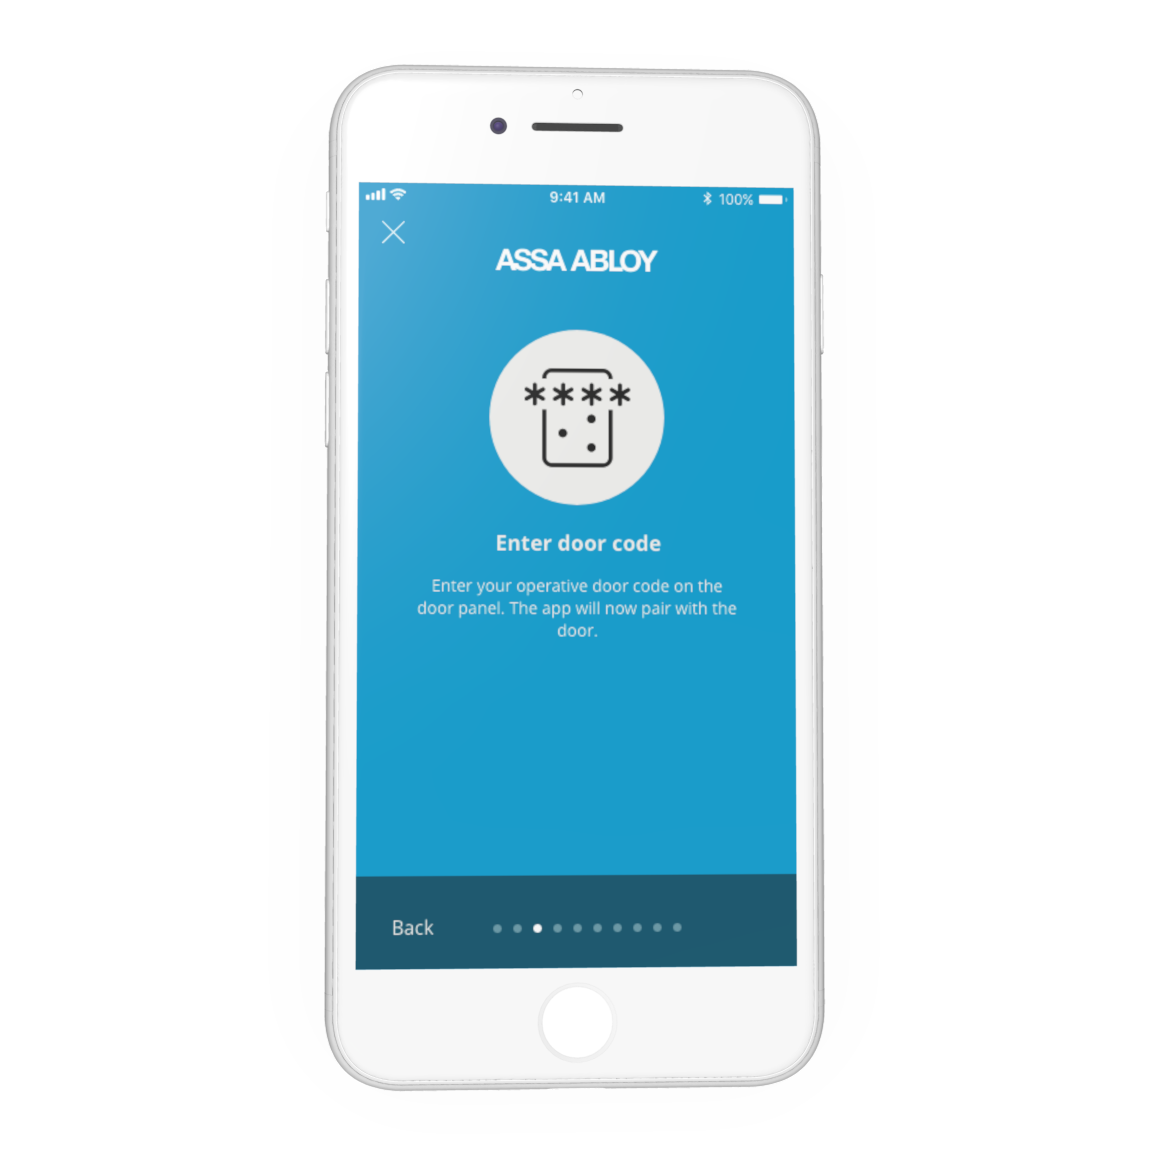 9:41 AM
100%
ASSA ABLOY
****
Enter door code
Enter your operative door code on the
door panel. The app will now pair with the
door.
Back